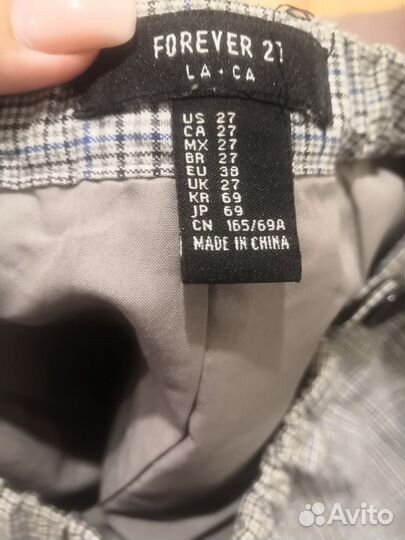 FOREVER 21
LA • CA
US 27
CA 27
MX 27
BR 27
EU 38
UK 27
KR 69
JP 69
CN 165/69A
MADE IN CHINA
Avito